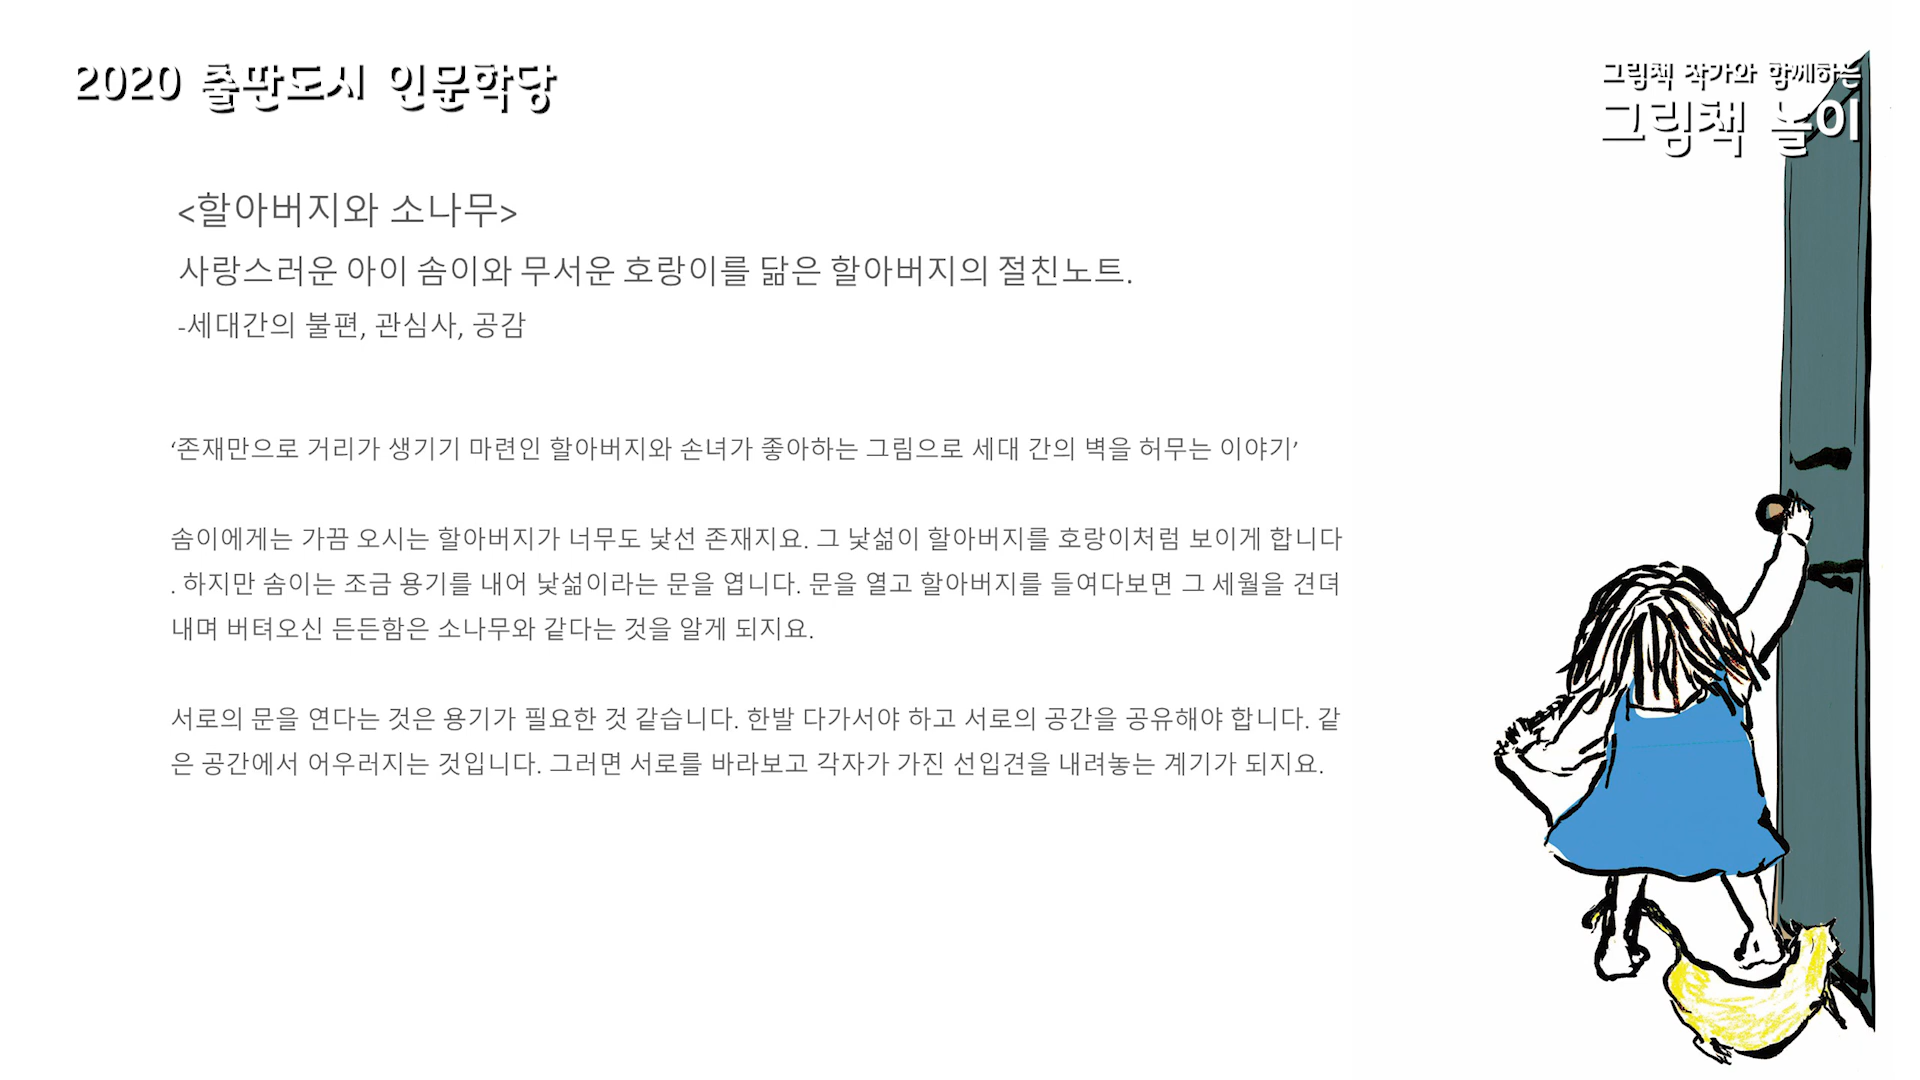 2020 출판도시 인문학당
그림책 작가와 함께하는
그림책 놀이
<할아버지와 소나무>
사랑스러운 아이 솜이와 무서운 호랑이를 닮은 할아버지의 절친노트.
-세대간의 불편, 관심사, 공감
‘존재만으로 거리가 생기기 마련인 할아버지와 손녀가 좋아하는 그림으로 세대 간의 벽을 허무는 이야기’
솜이에게는 가끔 오시는 할아버지가 너무도 낯선 존재지요. 그 낯섦이 할아버지를 호랑이처럼 보이게 합니다
. 하지만 솜이는 조금 용기를 내어 낯섦이라는 문을 엽니다. 문을 열고 할아버지를 들여다보면 그 세월을 견뎌
내며 버텨오신 든든함은 소나무와 같다는 것을 알게 되지요.
서로의 문을 연다는 것은 용기가 필요한 것 같습니다. 한발 다가서야 하고 서로의 공간을 공유해야 합니다. 같
은 공간에서 어우러지는 것입니다. 그러면 서로를 바라보고 각자가 가진 선입견을 내려놓는 계기가 되지요.